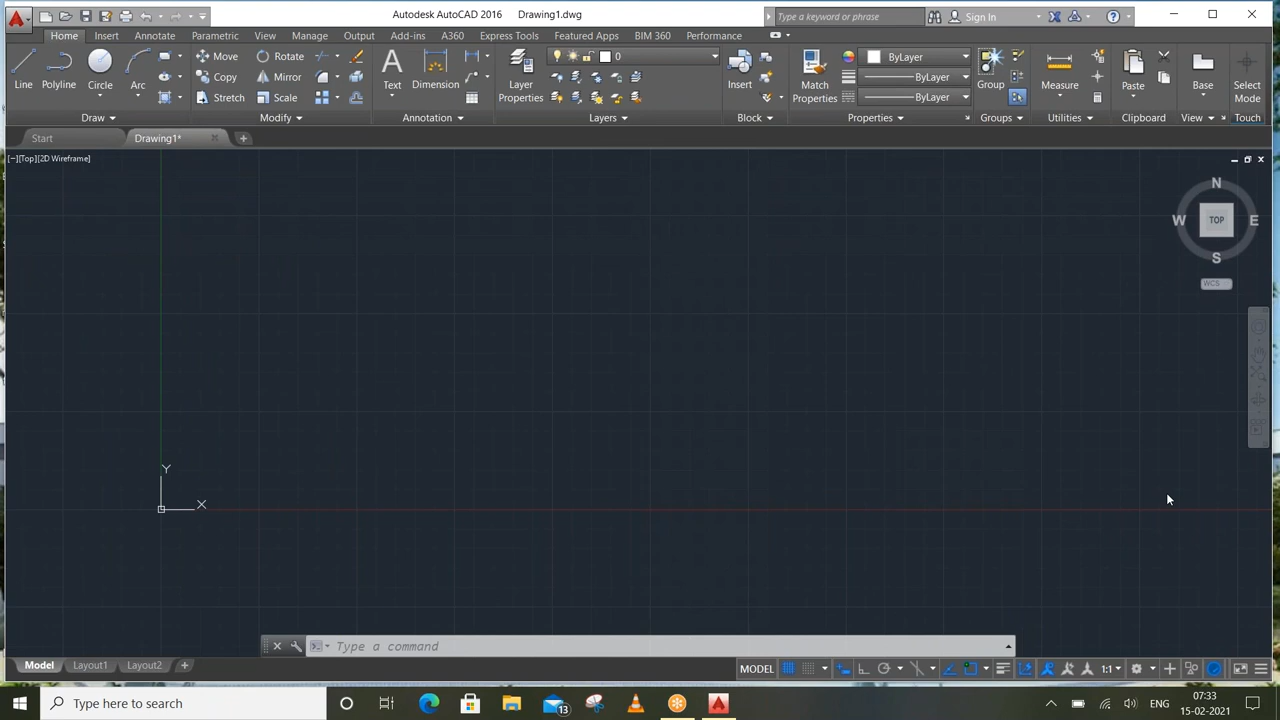 Autodesk AutoCAD 2016 Drawing1.dwg
Type a keyword or phrase
Sign In
Home Insert Annotate Parametric View Manage Output Add-ins A360 Express Tools Featured Apps BIM 360 Performance
Line
Polyline
Circle
Arc
Draw
Move
Copy
Stretch
Rotate
Mirror
Scale
Modify
Text
Dimension
Annotation
Layer
Properties
0
Layers
Insert
Block
Match
Properties
ByLayer
ByLayer
ByLayer
Properties
Group
Groups
Measure
Utilities
Paste
Clipboard
Base
View
Select
Mode
Touch
Start Drawing1*
[−][Top][2D Wireframe]
N
W TOP E
S
WCS
Y
X
Type a command
Model Layout1 Layout2
MODEL 1:1
Type here to search
13
ENG
07:33
15-02-2021